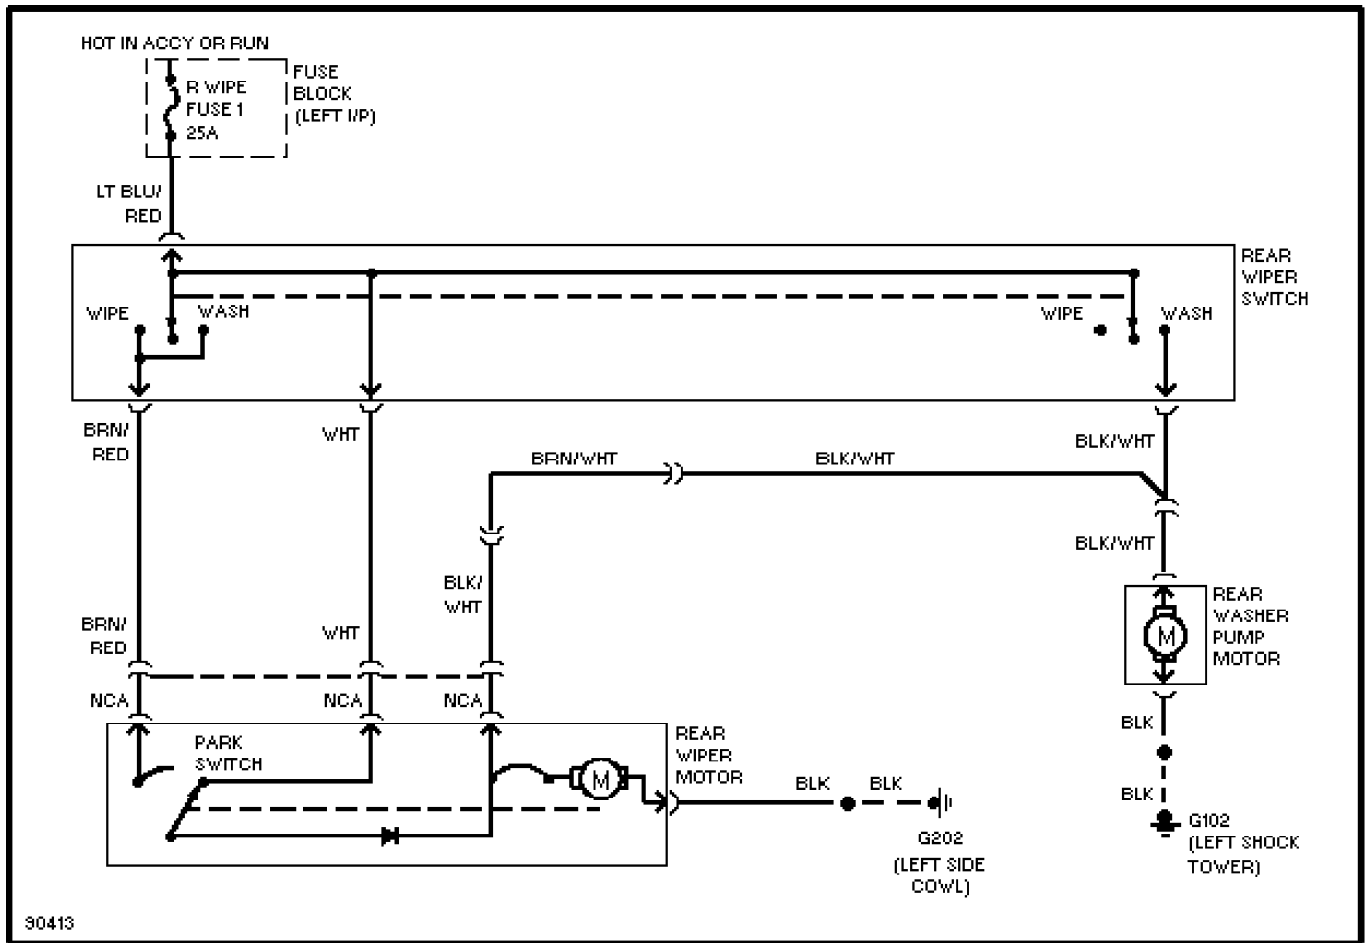 HOT IN ACCY OR RUN
R WIPE
FUSE 1
25A
FUSE
BLOCK
(LEFT I/P)
LT BLU/
RED
REAR
WIPER
SWITCH
WIPE
WASH
WIPE
WASH
BRN/
RED
WHT
BLK/WHT
BRN/WHT
BLK/WHT
BLK/WHT
BLK/
WHT
BRN/
RED
WHT
REAR
WASHER
PUMP
MOTOR
M
NCA
NCA
NCA
PARK
SWITCH
M
REAR
WIPER
MOTOR
BLK
BLK
BLK
BLK
G202
(LEFT SIDE
COWL)
G102
(LEFT SHOCK
TOWER)
90413